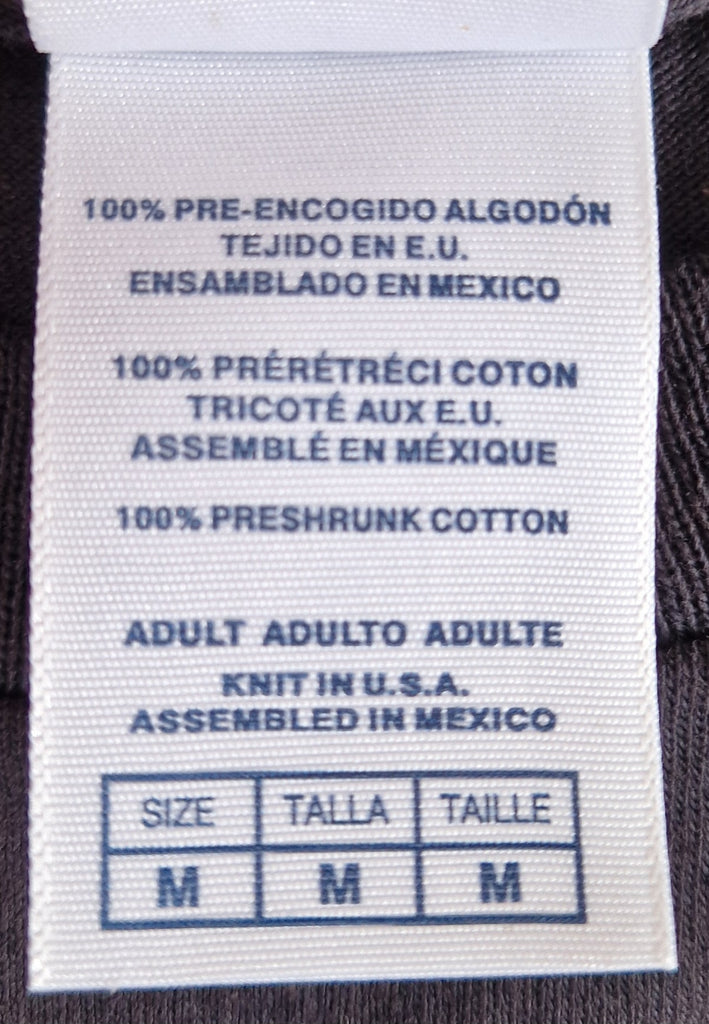 100% PRE-ENCOGIDO ALGODÓN
TEJIDO EN E.U.
ENSAMBLADO EN MEXICO
100% PRÉRÉTRÉCI COTON
TRICOTÉ AUX E.U.
ASSEMBLÉ EN MÉXIQUE
100% PRESHRUNK COTTON
ADULT ADULTO ADULTE
KNIT IN U.S.A.
ASSEMBLED IN MEXICO
SIZE TALLA TAILLE
M M M